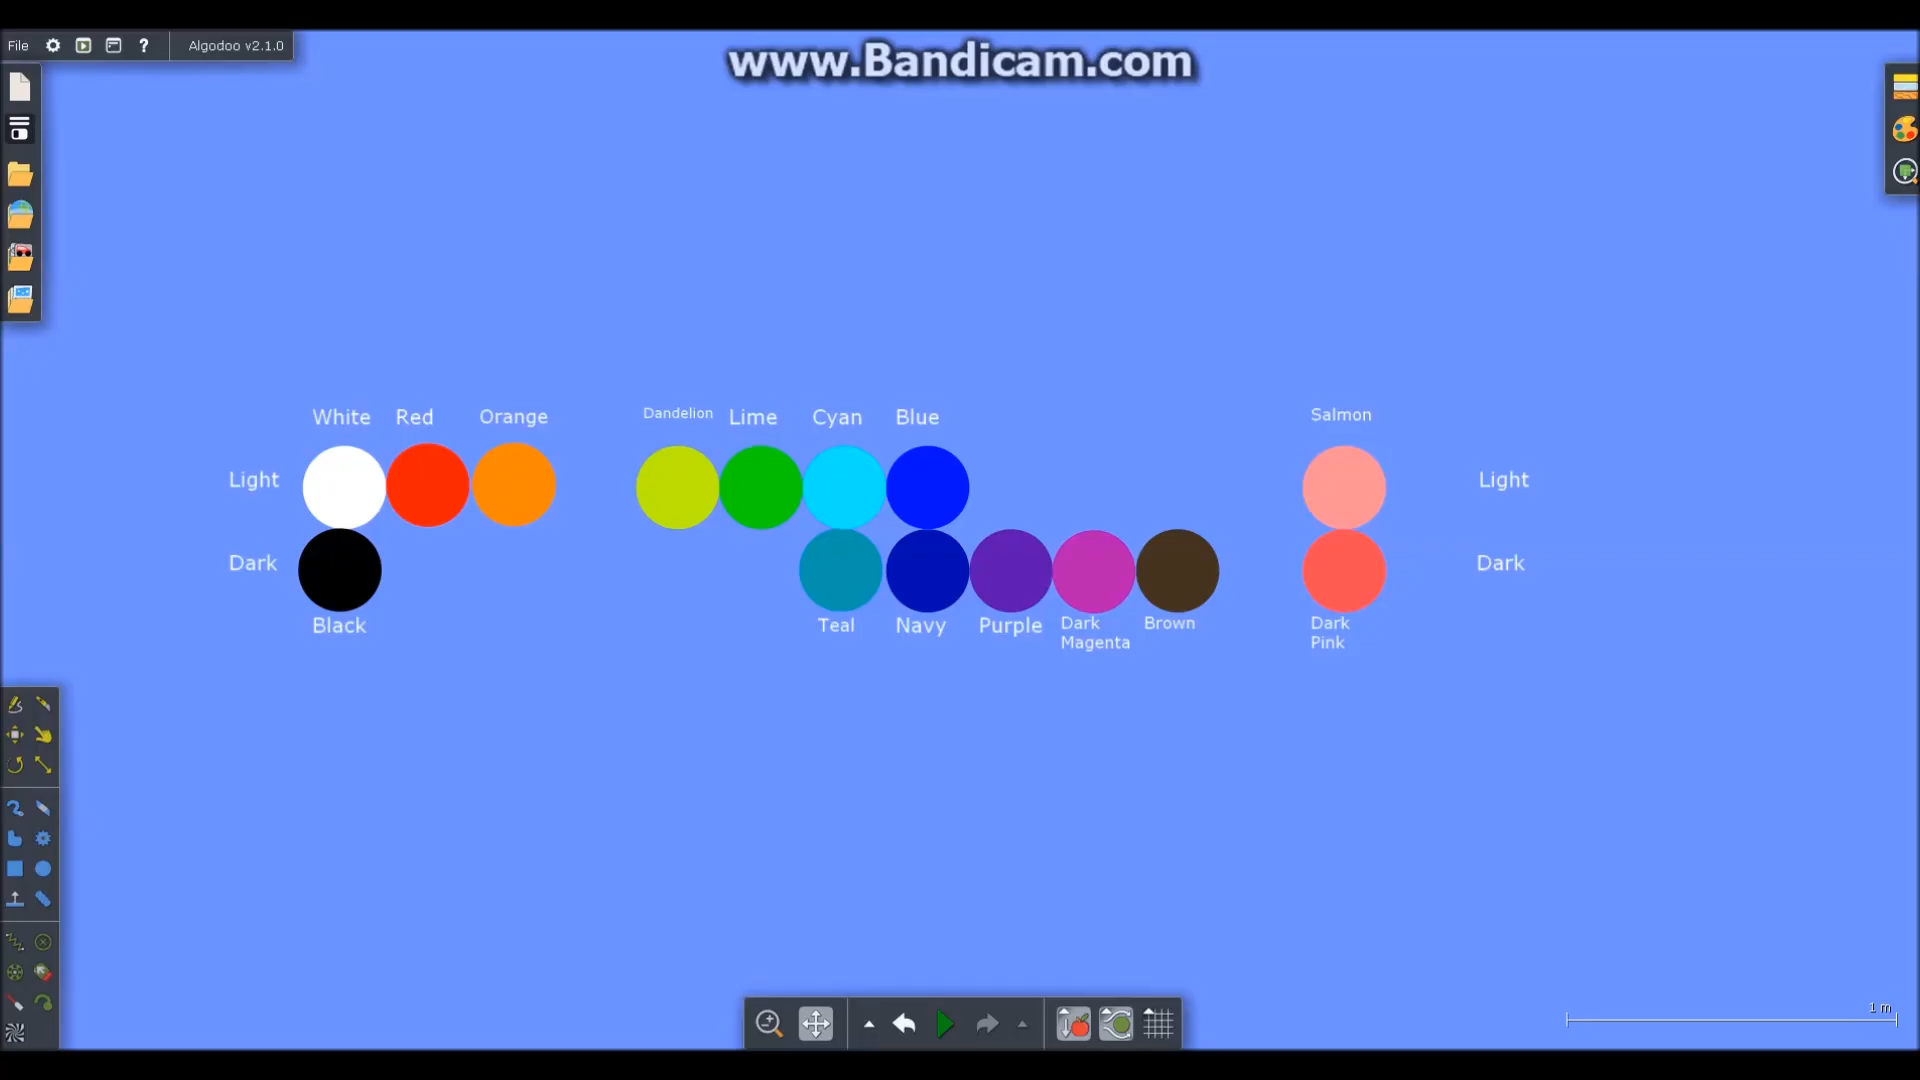 File ? Algodoo v2.1.0
www.Bandicam.com
White Red Orange Dandelion Lime Cyan Blue Salmon
Light Light
Dark Dark
Black Teal Navy Purple Dark Magenta Brown Dark Pink
1 m